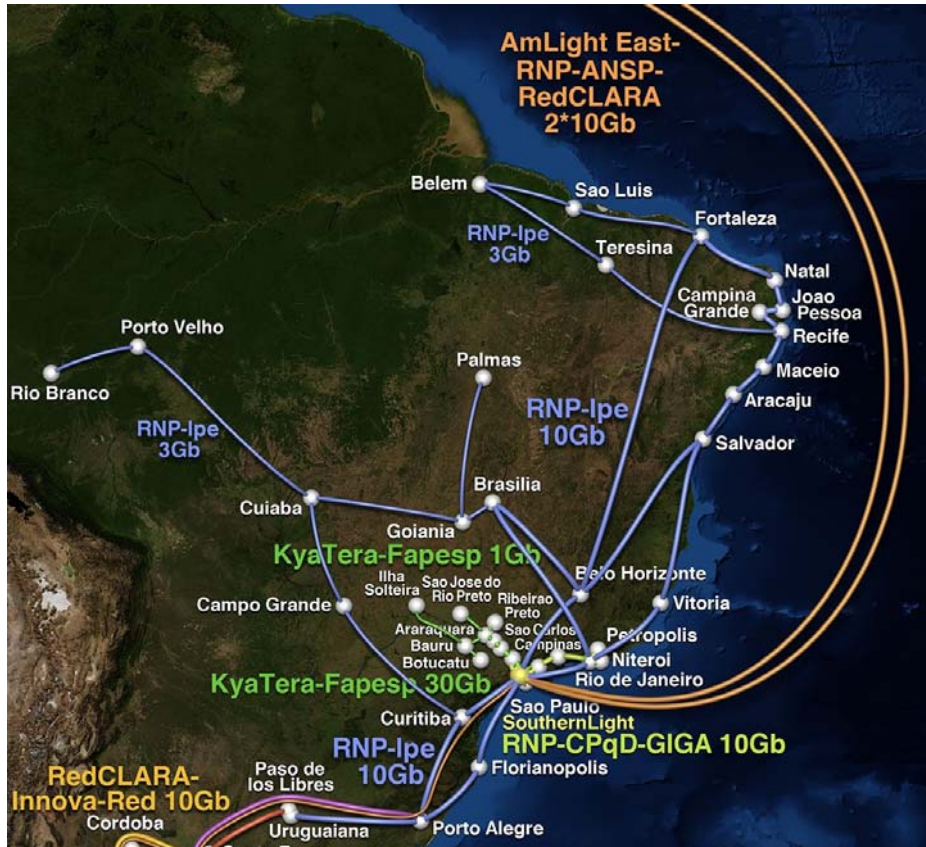 AmLight East-
RNP-ANSP-
RedCLARA
2*10Gb
Belem
Sao Luis
Fortaleza
RNP-Ipe
3Gb
Teresina
Natal
Campina
Grande
Joao
Pessoa
Recife
Porto Velho
Rio Branco
Palmas
Maceio
Aracaju
RNP-Ipe
10Gb
RNP-Ipe
3Gb
Salvador
Brasilia
Cuiaba
Goiania
KyaTera-Fapesp 1Gb
Belo Horizonte
Ilha
Solteira
Sao Jose do
Rio Preto
Ribeirao
Preto
Campo Grande
Vitoria
Araraquara
Sao Carlos
Petropolis
Bauru
Campinas
Botucatu
Niteroi
Rio de Janeiro
KyaTera-Fapesp 30Gb
Sao Paulo
Curitiba
SouthernLight
RNP-CPqD-GIGA 10Gb
RNP-Ipe
10Gb
Florianopolis
RedCLARA-
Innova-Red 10Gb
Paso de
los Libres
Cordoba
Uruguaiana
Porto Alegre